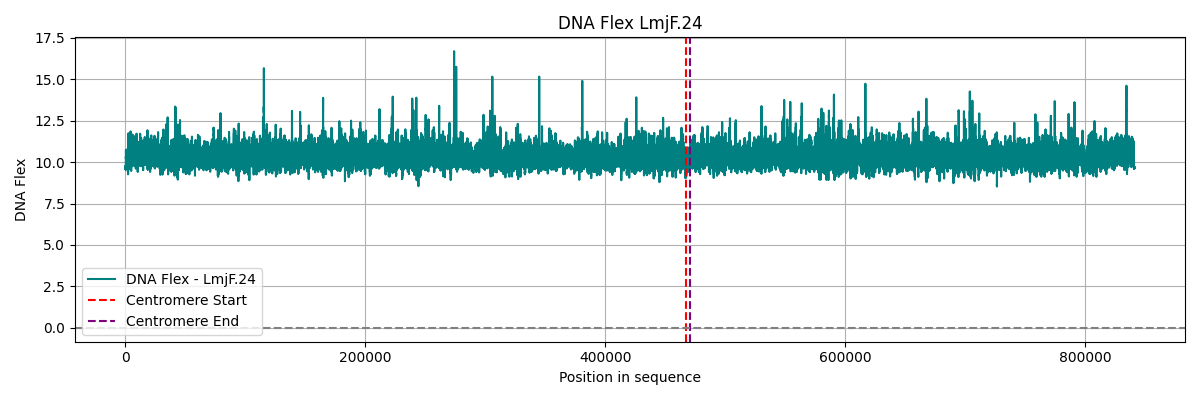 DNA Flex LmjF.24
17.5
15.0
12.5
10.0
7.5
5.0
2.5
0.0
DNA Flex
DNA Flex - LmjF.24
Centromere Start
Centromere End
0
200000
400000
600000
800000
Position in sequence